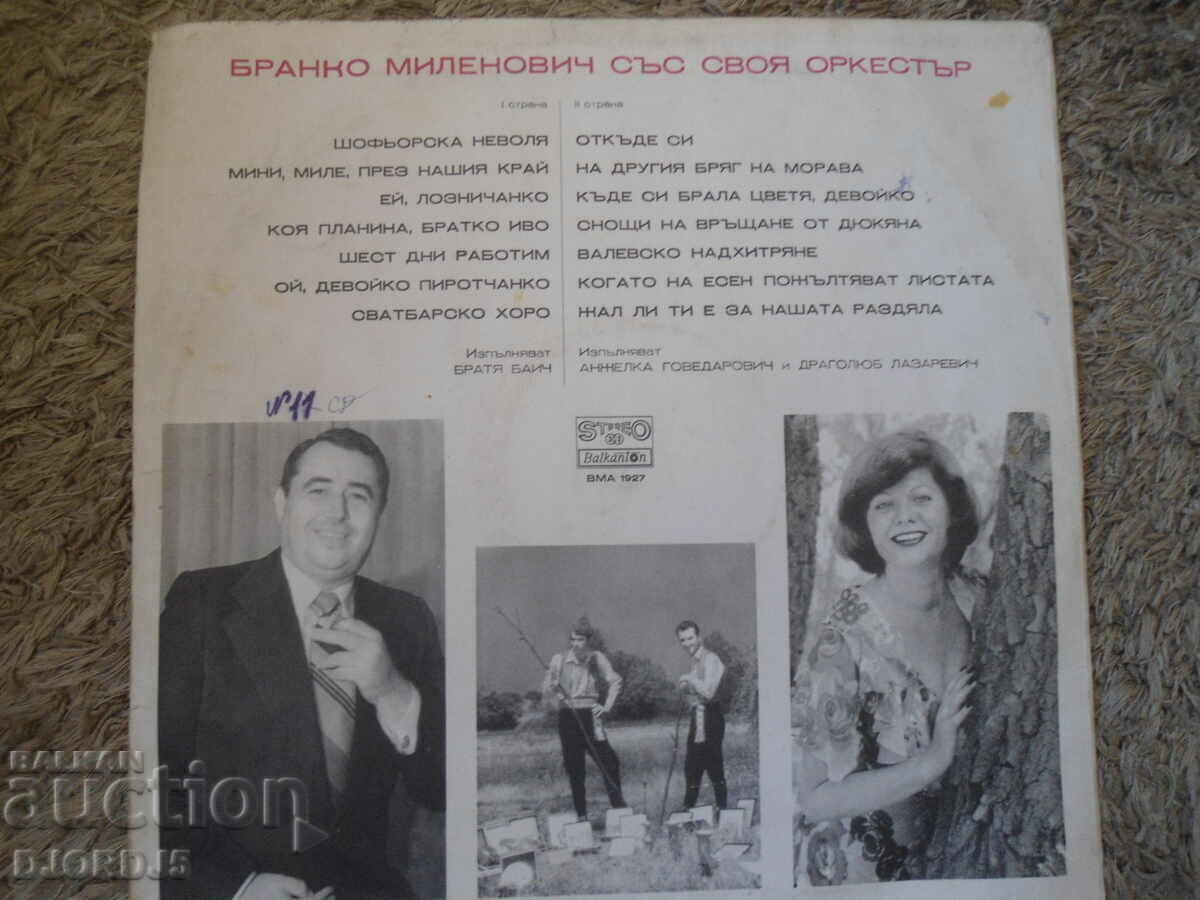 БРАНКО МИЛЕНОВИЧ СЪС СВОЯ ОРКЕСТЪР
I страна
ШОФЬОРСКА НЕВОЛЯ
МИНИ, МИЛЕ, ПРЕЗ НАШИЯ КРАЙ
ЕЙ, ЛОЗНИЧАНКО
КОЯ ПЛАНИНА, БРАТКО ИВО
ШЕСТ ДНИ РАБОТИМ
ОЙ, ДЕВОЙКО ПИРОТЧАНКО
СВАТБАРСКО ХОРО
Изпълняват
БРАТЯ БАИЧ
II страна
ОТКЪДЕ СИ
НА ДРУГИЯ БРЯГ НА МОРАВА
КЪДЕ СИ БРАЛА ЦВЕТЯ, ДЕВОЙКО
СНОЩИ НА ВРЪЩАНЕ ОТ ДЮКЯНА
ВАЛЕВСКО НАДХИТРЯНЕ
КОГАТО НА ЕСЕН ПОЖЪЛТЯВАТ ЛИСТАТА
ЖАЛ ЛИ ТИ Е ЗА НАШАТА РАЗДЯЛА
Изпълняват
АНЖЕЛКА ГОВЕДАРОВИЧ и ДРАГОЛЮБ ЛАЗАРЕВИЧ
№11 СР
STEREO
Balkanton
ВМА 1927
BALKAN
auction
DJORDJ5